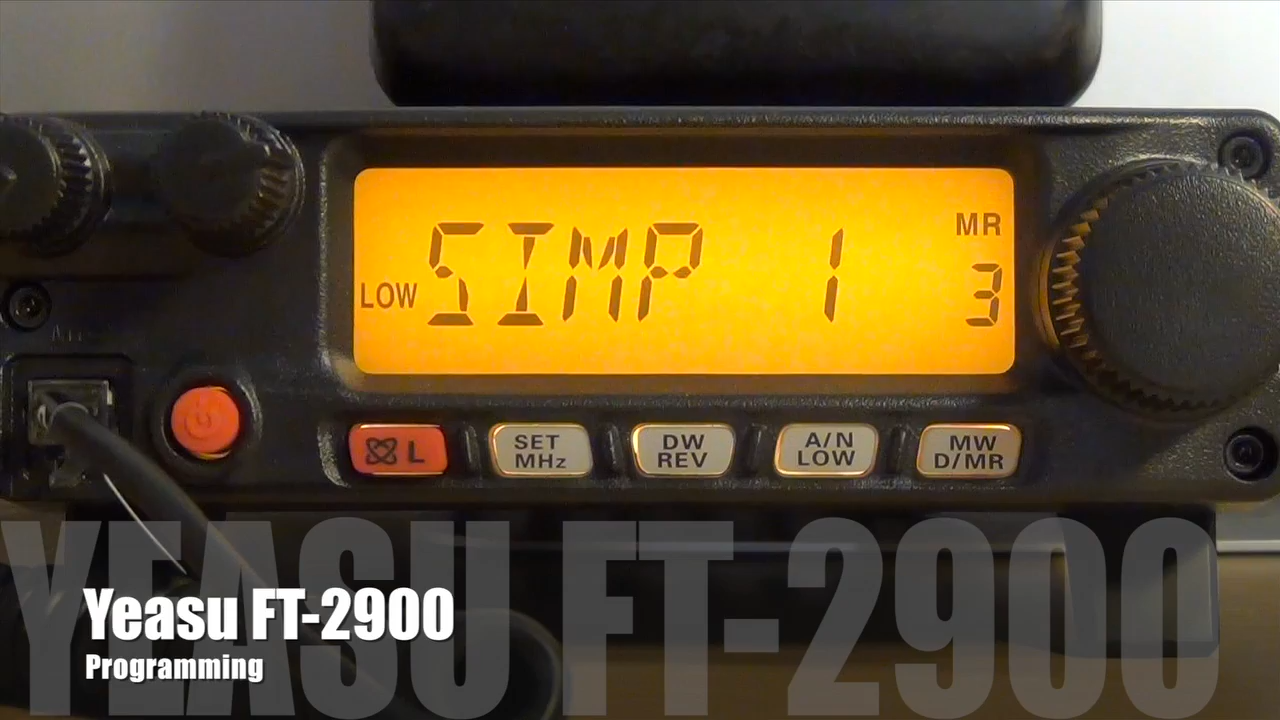 MR
LOW SIMP 1 3
L
SET
MHz
DW
REV
A/N
LOW
MW
D/MR
YEASU FT-2900
Yeasu FT-2900
Programming